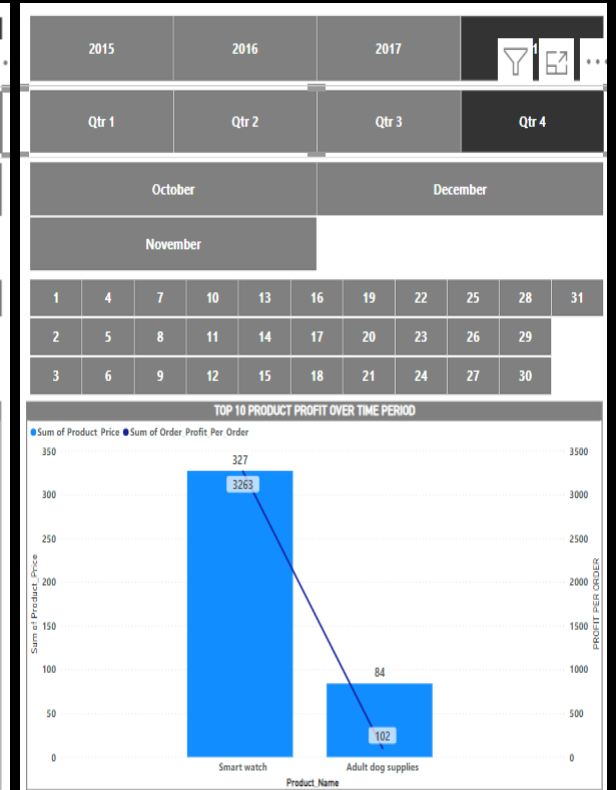 2015 2016 2017
Qtr 1 Qtr 2 Qtr 3 Qtr 4
October December
November
1 4 7 10 13 16 19 22 25 28 31
2 5 8 11 14 17 20 23 26 29
3 6 9 12 15 18 21 24 27 30
TOP 10 PRODUCT PROFIT OVER TIME PERIOD
Sum of Product Price Sum of Order Profit Per Order
350 3500
327
3263
300 3000
250 2500
200 2000
150 1500
100 1000
84
50 500
102
0 0
Sum of Product_Price
PROFIT PER ORDER
Smart watch Adult dog supplies
Product_Name